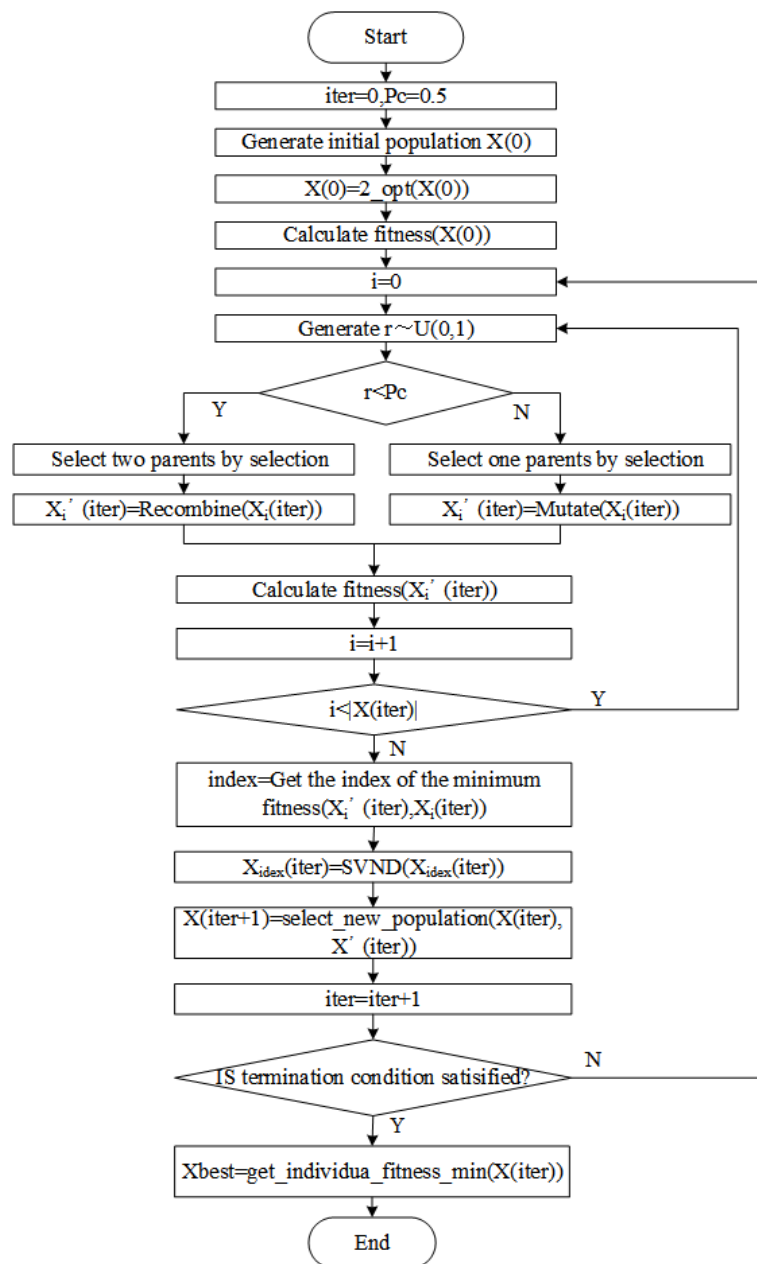 Start
iter=0,Pc=0.5
Generate initial population X(0)
X(0)=2_opt(X(0))
Calculate fitness(X(0))
i=0
Generate r～U(0,1)
r<Pc
Y
N
Select two parents by selection
Select one parents by selection
Xi′ (iter)=Recombine(Xi(iter))
Xi′ (iter)=Mutate(Xi(iter))
Calculate fitness(Xi′ (iter))
i=i+1
i<|X(iter)|
Y
N
index=Get the index of the minimum
fitness(Xi′ (iter),Xi(iter))
Xidex(iter)=SVND(Xidex(iter))
X(iter+1)=select_new_population(X(iter),
X′ (iter))
iter=iter+1
IS termination condition satisified?
N
Y
Xbest=get_individua_fitness_min(X(iter))
End